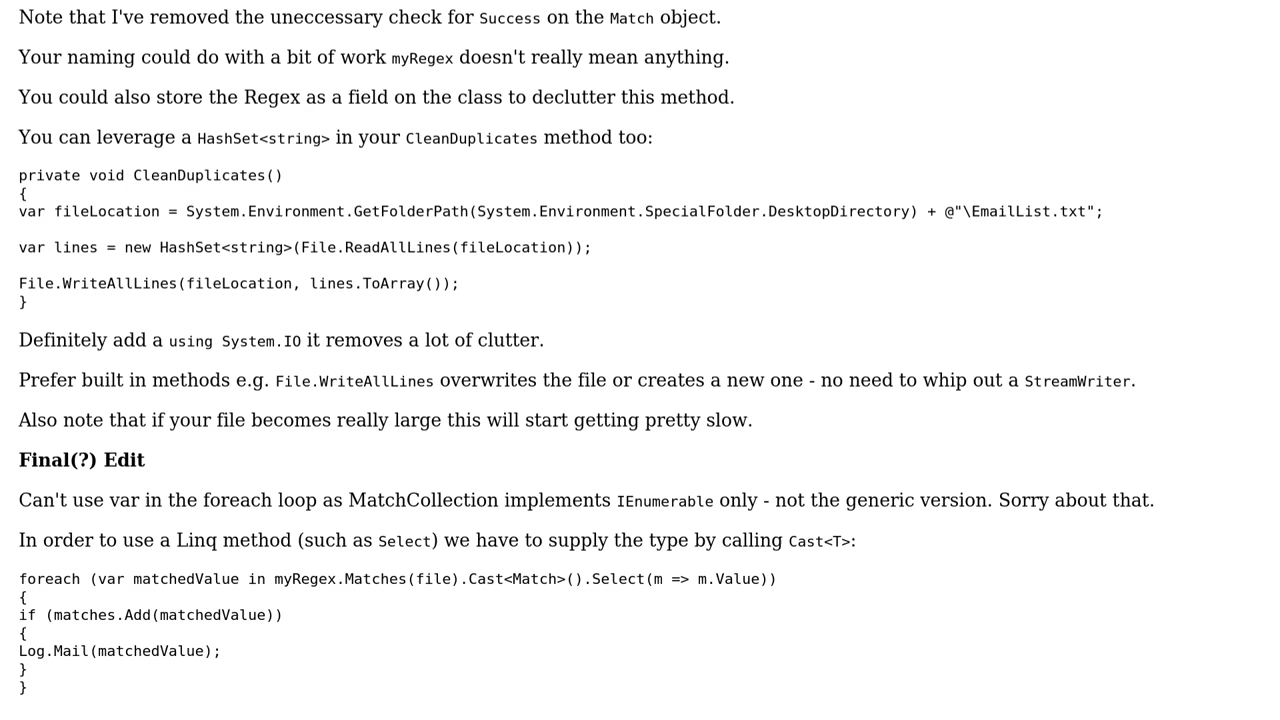 Note that I've removed the uneccessary check for Success on the Match object.
Your naming could do with a bit of work myRegex doesn't really mean anything.
You could also store the Regex as a field on the class to declutter this method.
You can leverage a HashSet<string> in your CleanDuplicates method too:
private void CleanDuplicates()
{
var fileLocation = System.Environment.GetFolderPath(System.Environment.SpecialFolder.DesktopDirectory) + @"\EmailList.txt";
var lines = new HashSet<string>(File.ReadAllLines(fileLocation));
File.WriteAllLines(fileLocation, lines.ToArray());
}
Definitely add a using System.IO it removes a lot of clutter.
Prefer built in methods e.g. File.WriteAllLines overwrites the file or creates a new one - no need to whip out a StreamWriter.
Also note that if your file becomes really large this will start getting pretty slow.
Final(?) Edit
Can't use var in the foreach loop as MatchCollection implements IEnumerable only - not the generic version. Sorry about that.
In order to use a Linq method (such as Select) we have to supply the type by calling Cast<T>:
foreach (var matchedValue in myRegex.Matches(file).Cast<Match>().Select(m => m.Value))
{
if (matches.Add(matchedValue))
{
Log.Mail(matchedValue);
}
}